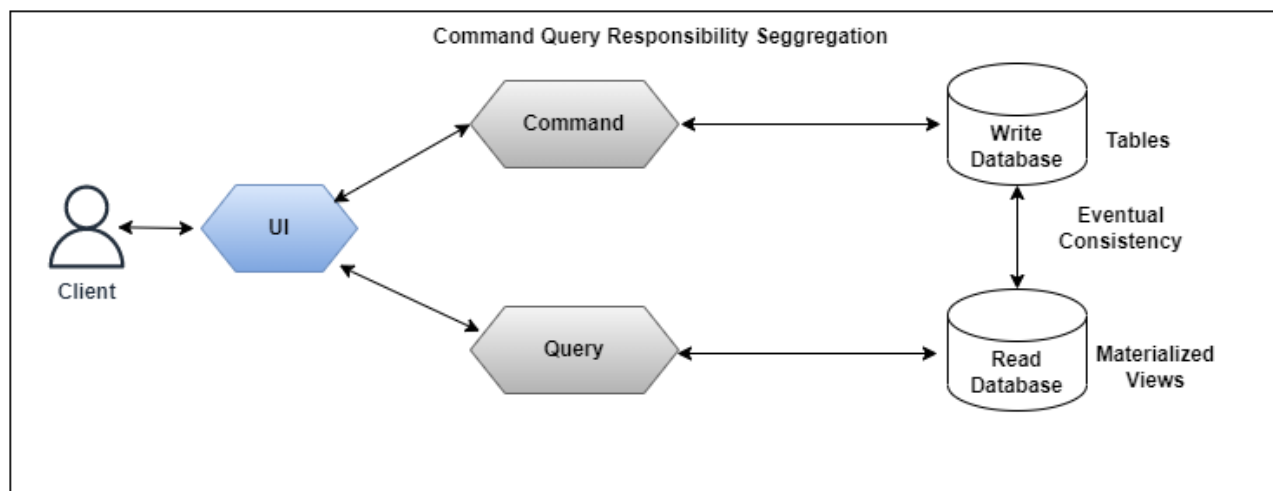 Command Query Responsibility Seggregation
Command
Write
Database
Tables
UI
Eventual
Consistency
Client
Query
Read
Database
Materialized
Views